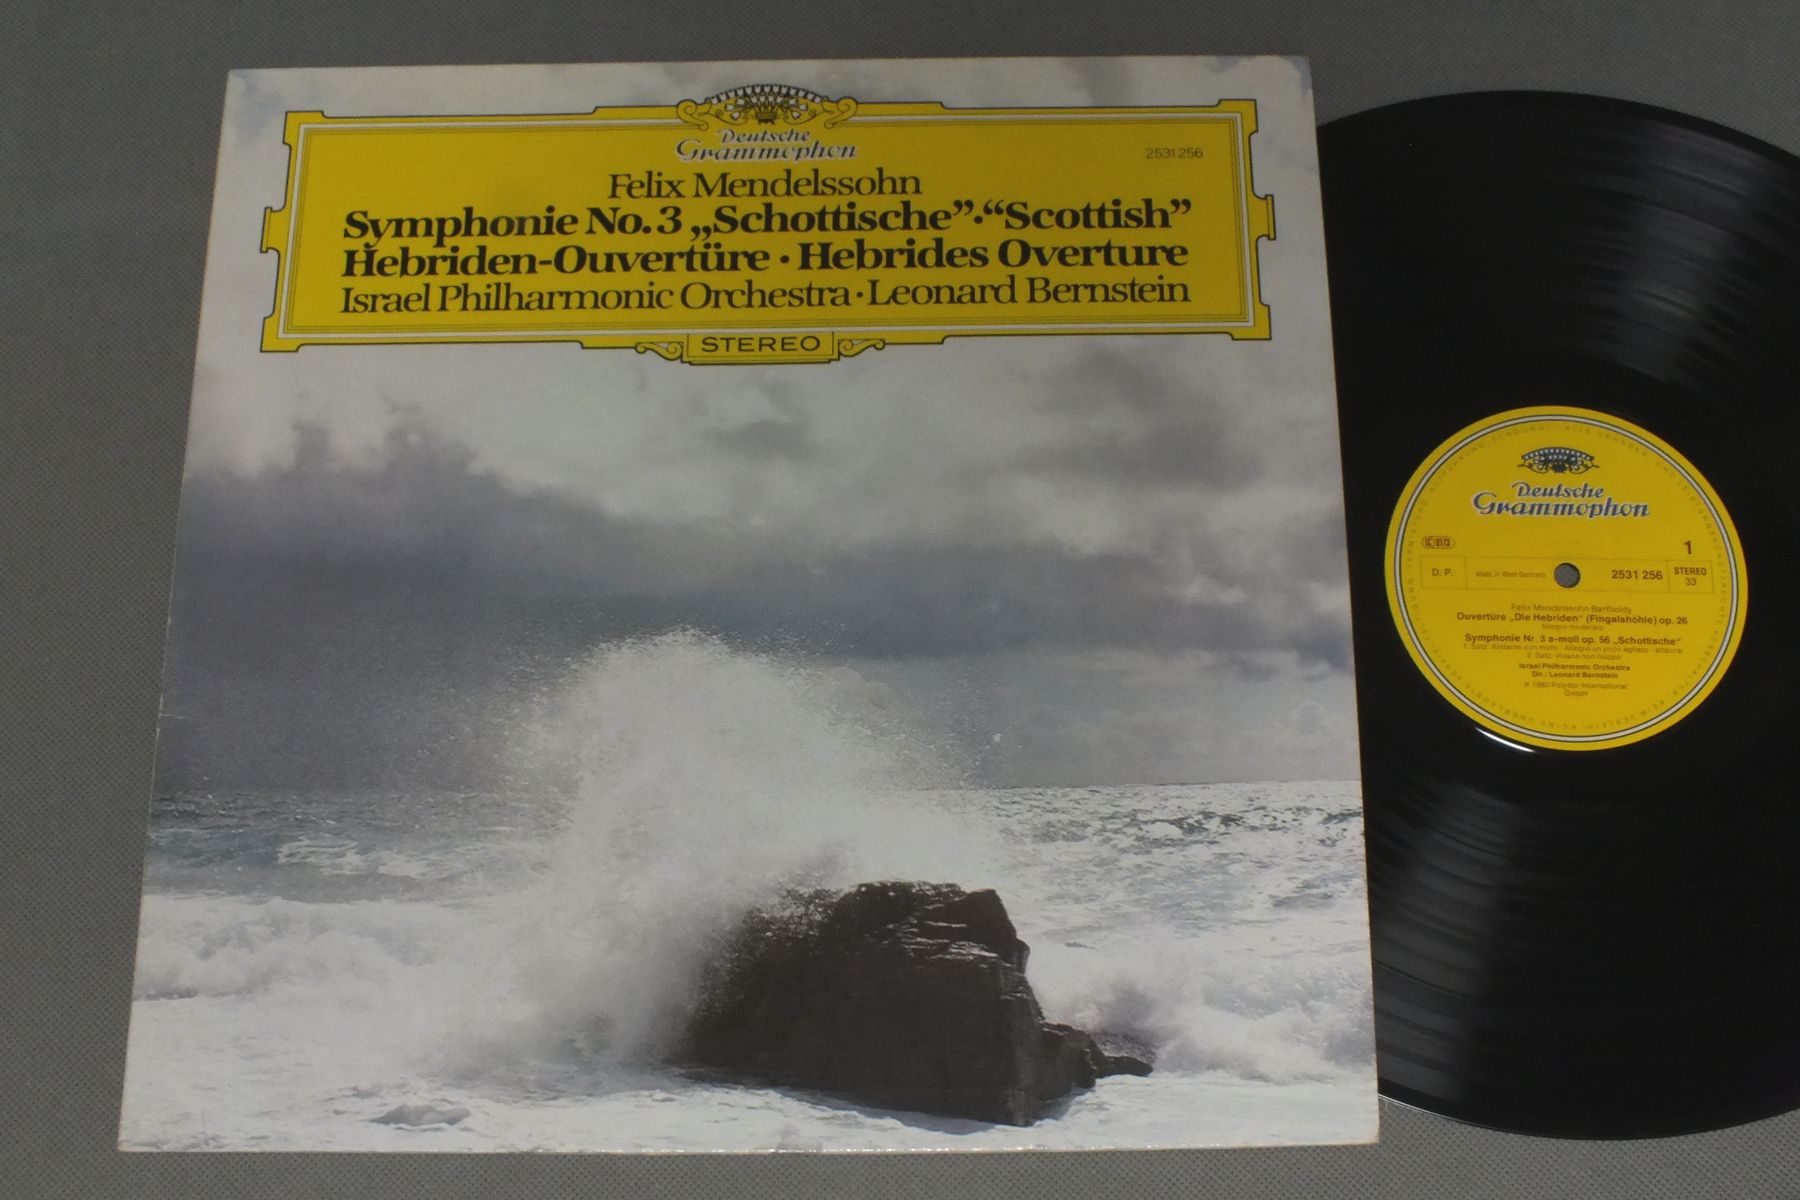 Deutsche
Grammophon
2531 256
Felix Mendelssohn
Symphonie No. 3 „Schottische” · “Scottish”
Hebriden-Ouvertüre · Hebrides Overture
Israel Philharmonic Orchestra · Leonard Bernstein
STEREO
Deutsche
Grammophon
1
D. P.
Made in West Germany
2531 256
STEREO
33
Felix Mendelssohn Bartholdy
Ouvertüre „Die Hebriden“ (Fingalshöhle) op. 26
Allegro moderato
Symphonie Nr. 3 a-moll op. 56 „Schottische“
1. Satz: Andante con moto · Allegro un poco agitato · attacca
2. Satz: Vivace non troppo
Israel Philharmonic Orchestra
Dir.: Leonard Bernstein
℗ 1980 Polydor International
GmbH